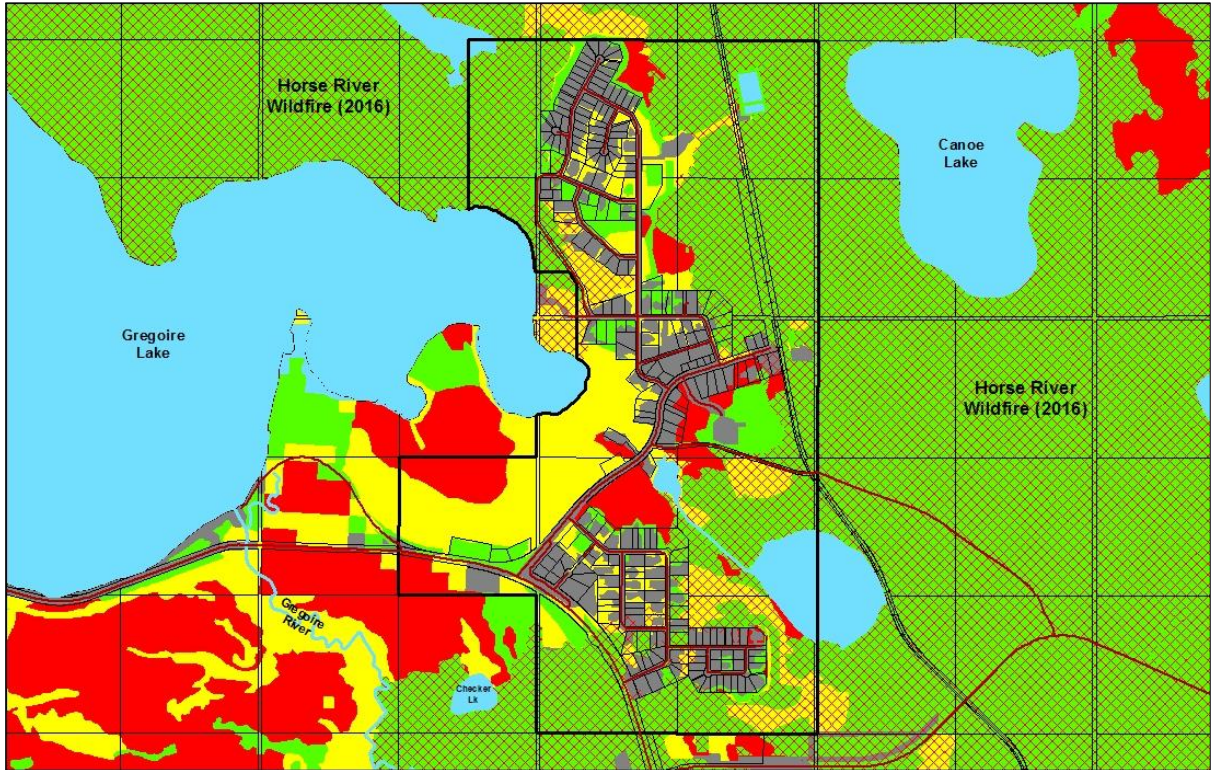 Horse River
Wildfire (2016)
Canoe
Lake
Gregoire
Lake
Horse River
Wildfire (2016)
Gregoire
River
Checker
Lk